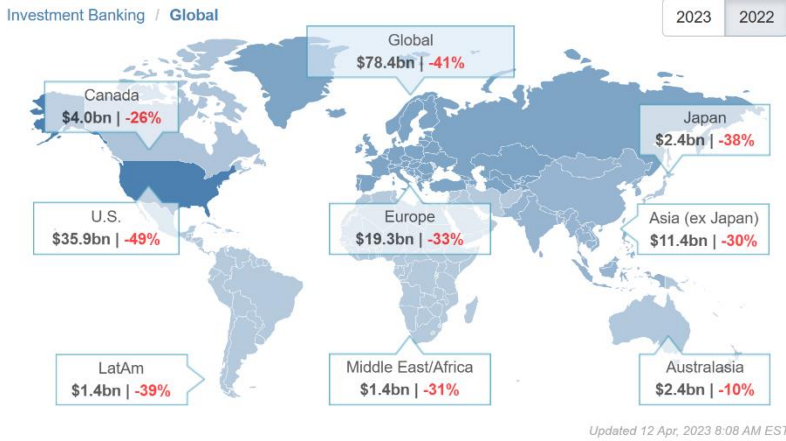 Investment Banking / Global
2023 2022
Global
$78.4bn | -41%
Canada
$4.0bn | -26%
Japan
$2.4bn | -38%
U.S.
$35.9bn | -49%
Europe
$19.3bn | -33%
Asia (ex Japan)
$11.4bn | -30%
LatAm
$1.4bn | -39%
Middle East/Africa
$1.4bn | -31%
Australasia
$2.4bn | -10%
Updated 12 Apr, 2023 8:08 AM EST